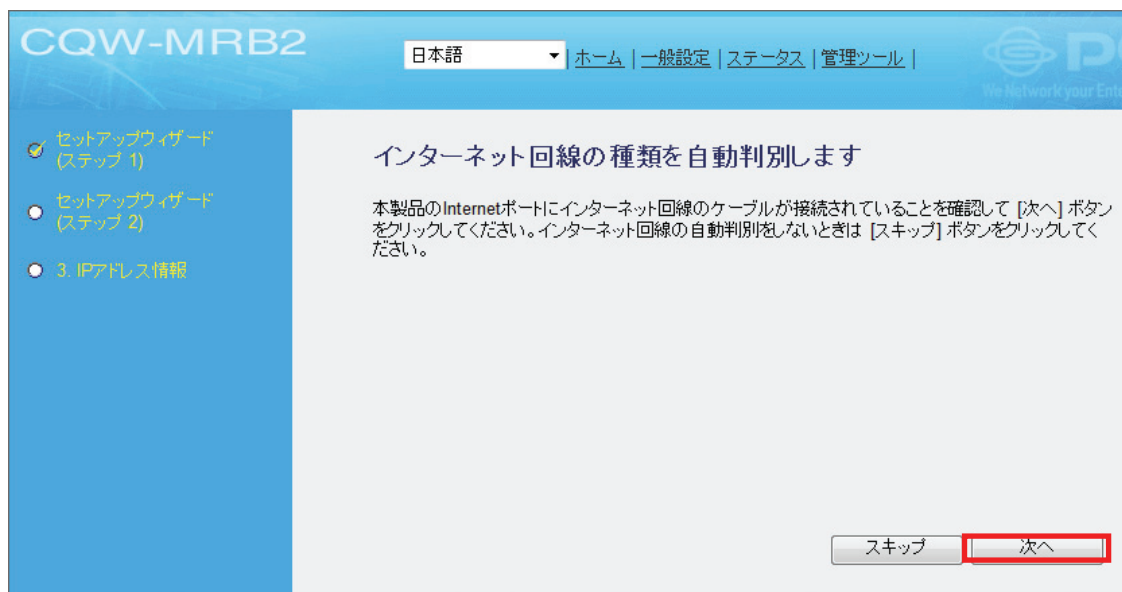 CQW-MRB2
日本語
| ホーム | 一般設定 | ステータス | 管理ツール |
We Network your Ente
セットアップウィザード
(ステップ 1)
セットアップウィザード
(ステップ 2)
3. IPアドレス情報
インターネット回線の種類を自動判別します
本製品のInternetポートにインターネット回線のケーブルが接続されていることを確認して [次へ] ボタン
をクリックしてください。インターネット回線の自動判別をしないときは [スキップ] ボタンをクリックしてく
ださい。
スキップ
次へ